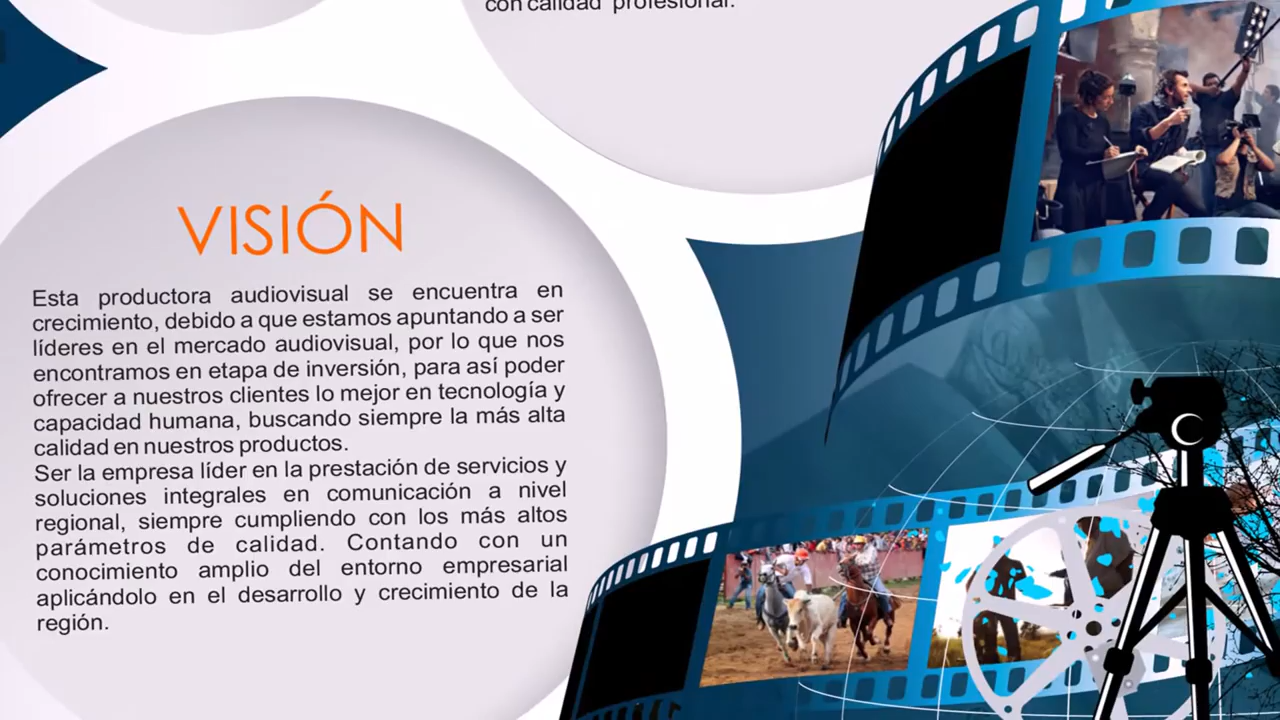 con calidad profesional.
VISIÓN
Esta productora audiovisual se encuentra en
crecimiento, debido a que estamos apuntando a ser
líderes en el mercado audiovisual, por lo que nos
encontramos en etapa de inversión, para así poder
ofrecer a nuestros clientes lo mejor en tecnología y
capacidad humana, buscando siempre la más alta
calidad en nuestros productos.
Ser la empresa líder en la prestación de servicios y
soluciones integrales en comunicación a nivel
regional, siempre cumpliendo con los más altos
parámetros de calidad. Contando con un
conocimiento amplio del entorno empresarial
aplicándolo en el desarrollo y crecimiento de la
región.